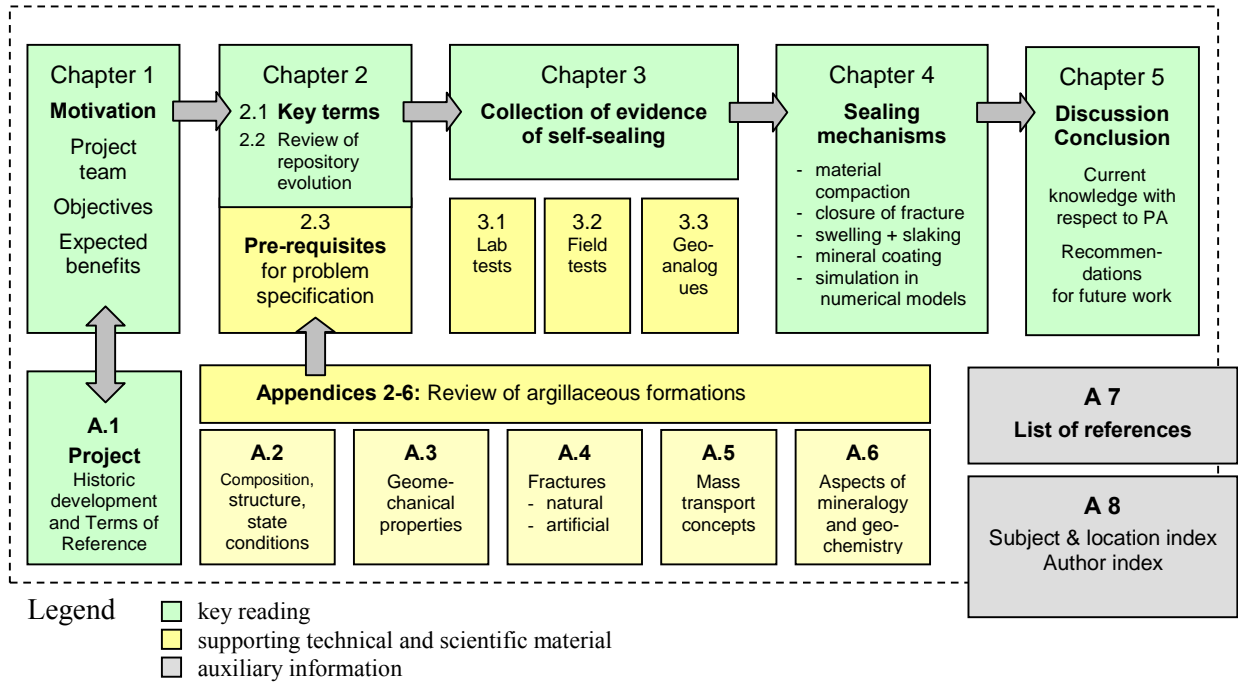 Chapter 1
Motivation
Project
team
Objectives
Expected
benefits
Chapter 2
2.1 Key terms
2.2 Review of
repository
evolution
2.3
Pre-requisites
for problem
specification
Chapter 3
Collection of evidence
of self-sealing
3.1
Lab
tests
3.2
Field
tests
3.3
Geo-
analog
ues
Chapter 4
Sealing
mechanisms
- material
compaction
- closure of fracture
- swelling + slaking
- mineral coating
- simulation in
numerical models
Chapter 5
Discussion
Conclusion
Current
knowledge with
respect to PA
Recommen-
dations
for future work
A.1
Project
Historic
development
and Terms of
Reference
Appendices 2-6: Review of argillaceous formations
A.2
Composition,
structure,
state
conditions
A.3
Geome-
chanical
properties
A.4
Fractures
- natural
- artificial
A.5
Mass
transport
concepts
A.6
Aspects of
mineralogy
and geo-
chemistry
A 7
List of references
A 8
Subject & location index
Author index
Legend
key reading
supporting technical and scientific material
auxiliary information